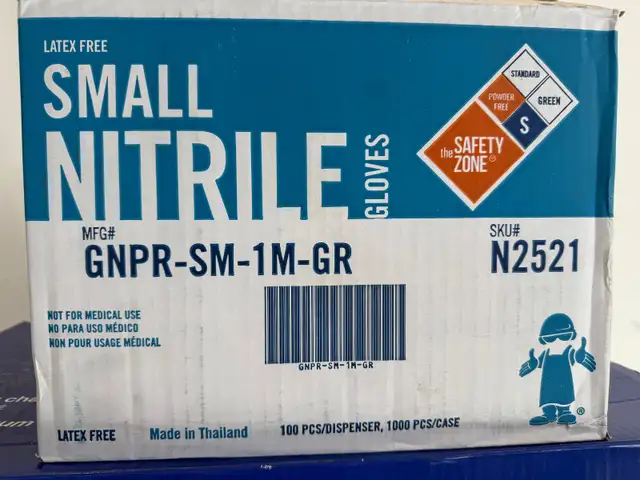 LATEX FREE
SMALL
NITRILE
GLOVES
STANDARD
POWDER
FREE
GREEN
S
the SAFETY
ZONE
MFG#
GNPR-SM-1M-GR
SKU#
N2521
GNPR-SM-1M-GR
NOT FOR MEDICAL USE
NO PARA USO MÉDICO
NON POUR USAGE MÉDICAL
LATEX FREE
Made in Thailand
100 PCS/DISPENSER, 1000 PCS/CASE
®